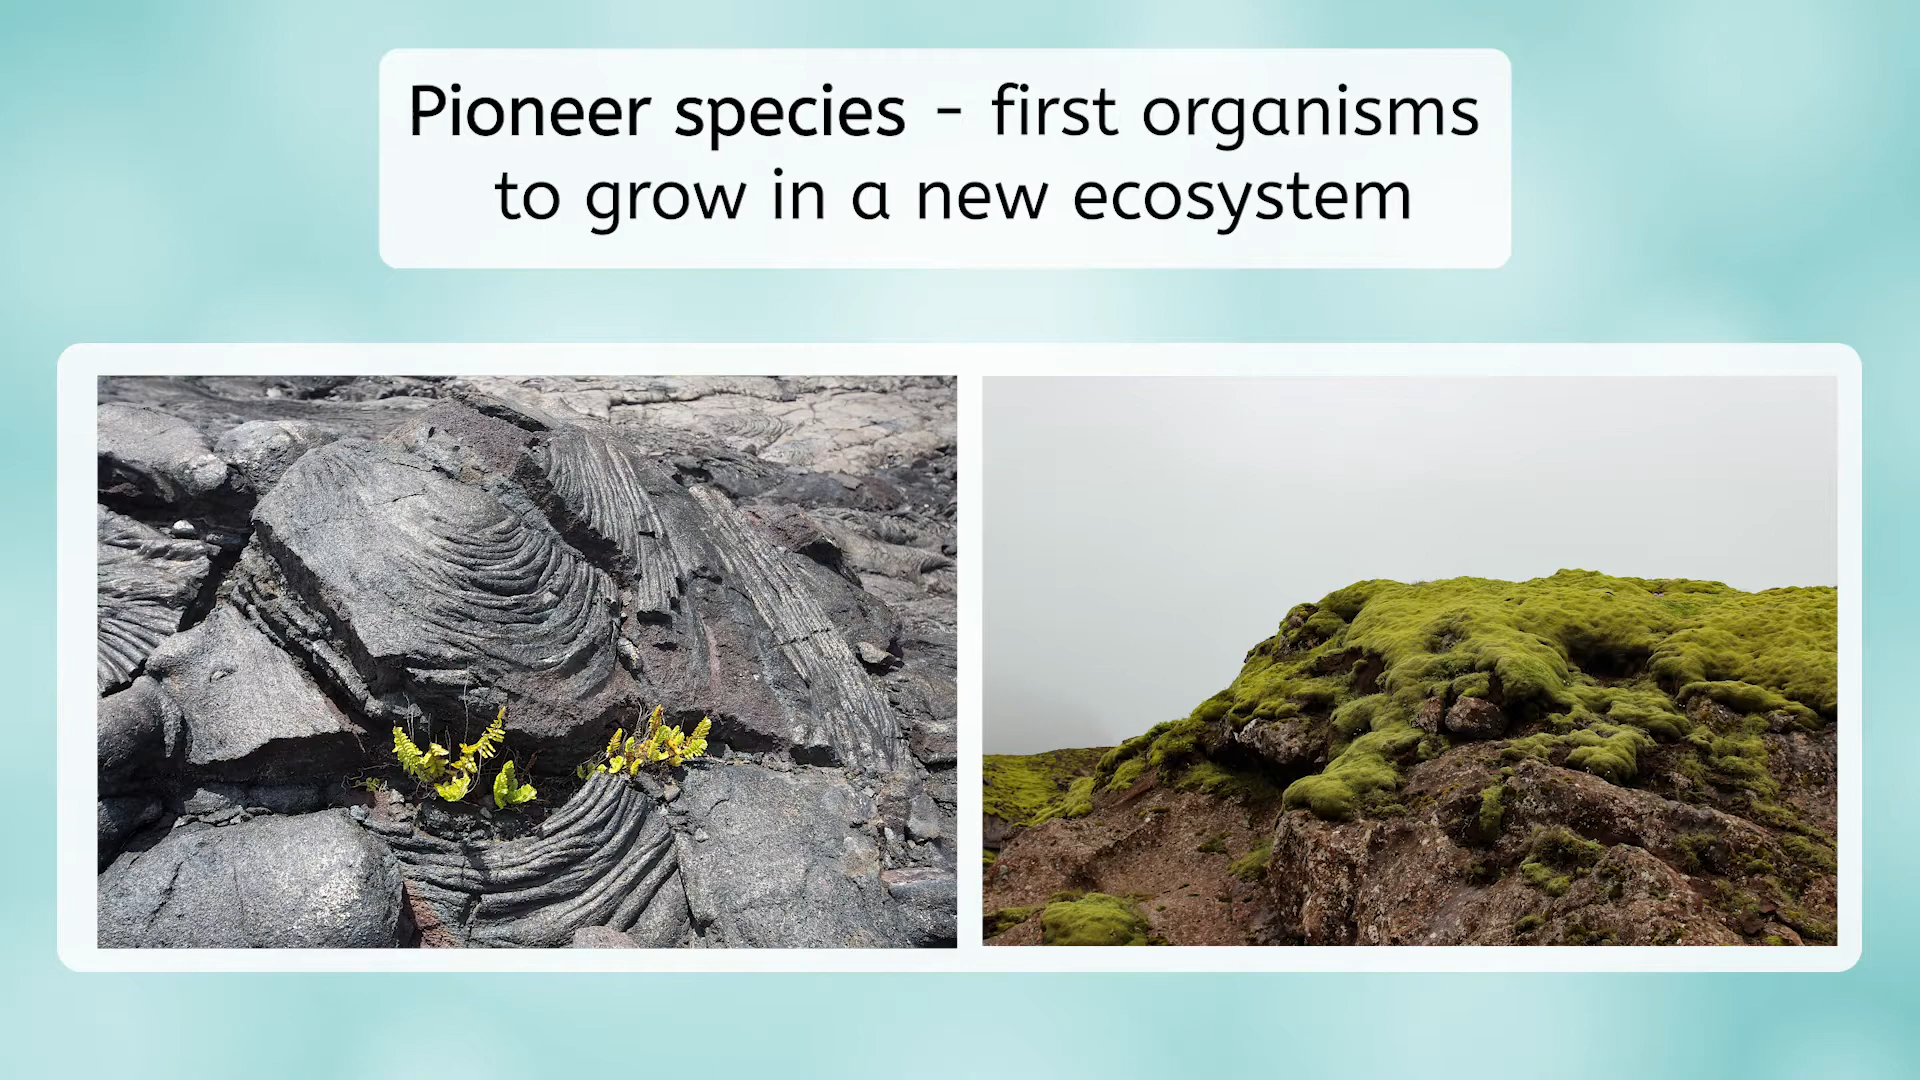 Pioneer species - first organisms
to grow in a new ecosystem